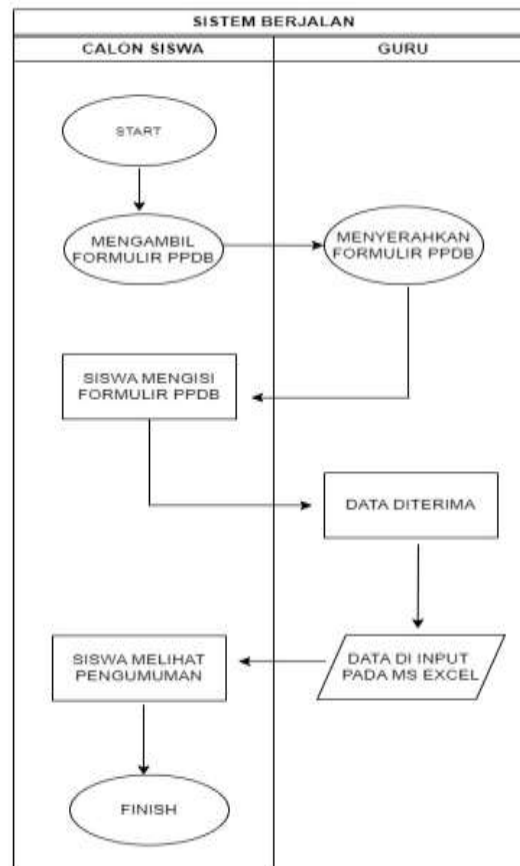 SISTEM BERJALAN
CALON SISWA
GURU
START
MENGAMBIL
FORMULIR PPDB
MENYERAHKAN
FORMULIR PPDB
SISWA MENGISI
FORMULIR PPDB
DATA DITERIMA
SISWA MELIHAT
PENGUMUMAN
DATA DI INPUT
PADA MS EXCEL
FINISH